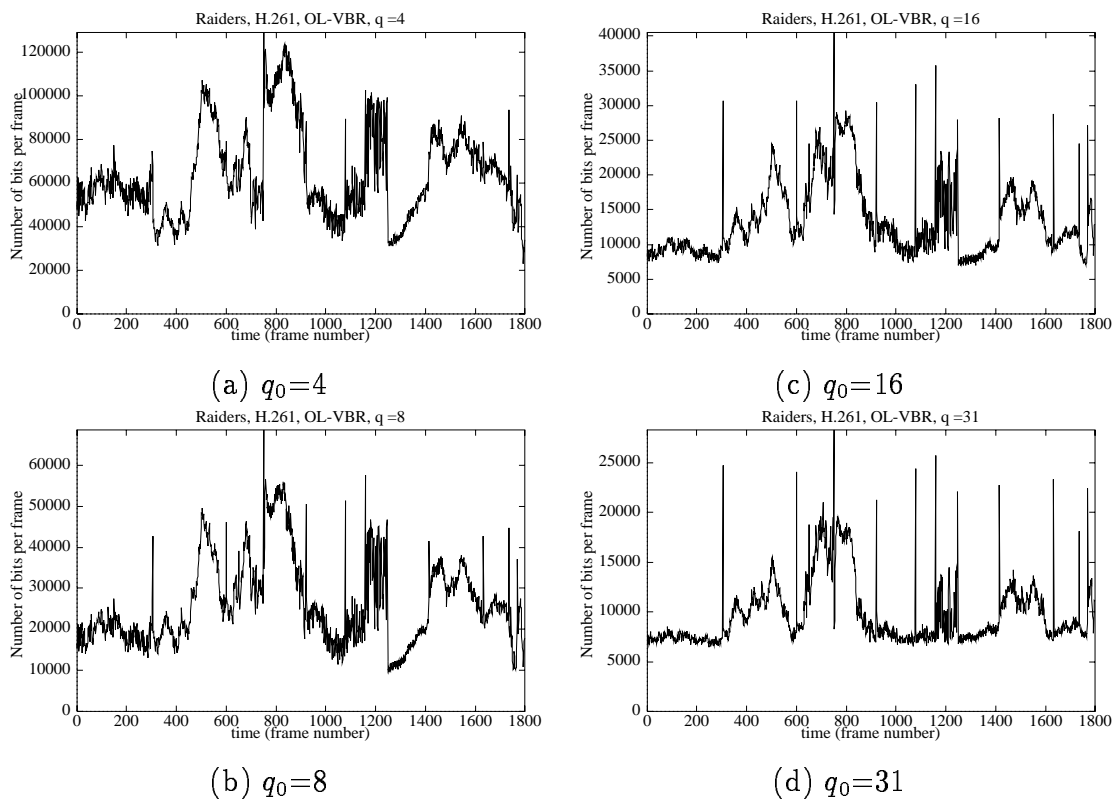 Raiders, H.261, OL-VBR, q =4
Number of bits per frame
120000
100000
80000
60000
40000
20000
0
0 200 400 600 800 1000 1200 1400 1600 1800
time (frame number)
(a) q0=4
Raiders, H.261, OL-VBR, q =16
Number of bits per frame
40000
35000
30000
25000
20000
15000
10000
5000
0
0 200 400 600 800 1000 1200 1400 1600 1800
time (frame number)
(c) q0=16
Raiders, H.261, OL-VBR, q =8
Number of bits per frame
60000
50000
40000
30000
20000
10000
0
0 200 400 600 800 1000 1200 1400 1600 1800
time (frame number)
(b) q0=8
Raiders, H.261, OL-VBR, q =31
Number of bits per frame
25000
20000
15000
10000
5000
0
0 200 400 600 800 1000 1200 1400 1600 1800
time (frame number)
(d) q0=31